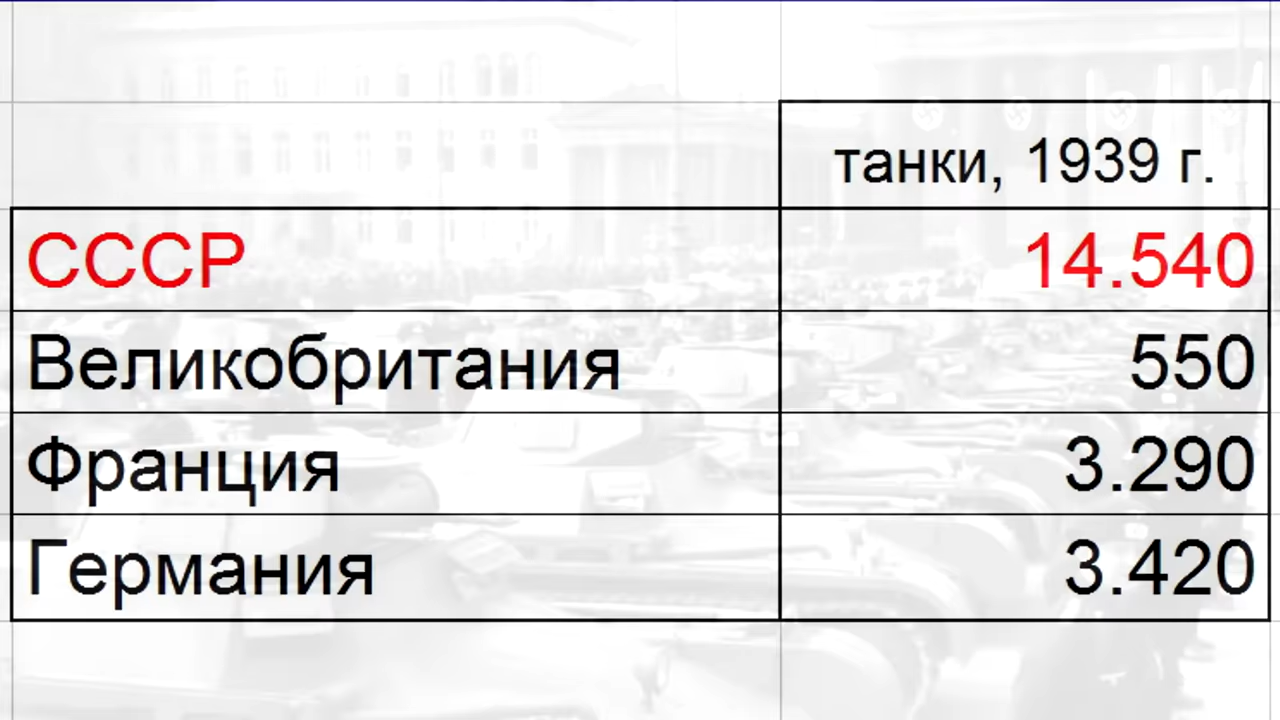 танки, 1939 г.
СССР 14.540
Великобритания 550
Франция 3.290
Германия 3.420